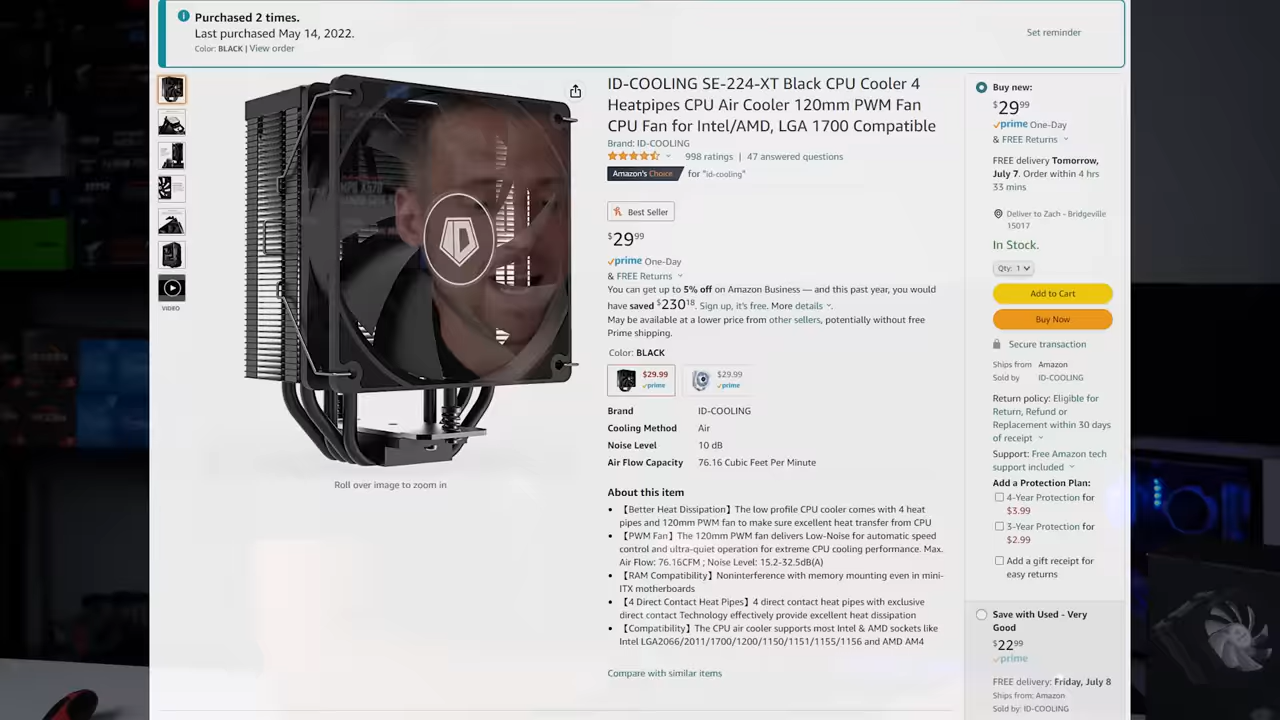 Purchased 2 times.
Last purchased May 14, 2022.
Color: BLACK | View order
Set reminder
VIDEO
Roll over image to zoom in
ID-COOLING SE-224-XT Black CPU Cooler 4
Heatpipes CPU Air Cooler 120mm PWM Fan
CPU Fan for Intel/AMD, LGA 1700 Compatible
Brand: ID-COOLING
998 ratings | 47 answered questions
Amazon's Choice for "id-cooling"
Best Seller
$29 99
prime One-Day
& FREE Returns
You can get up to 5% off on Amazon Business — and this past year, you would
have saved $230 18. Sign up, it's free. More details
May be available at a lower price from other sellers, potentially without free
Prime shipping.
Color: BLACK
$29.99 $29.99
prime prime
Brand ID-COOLING
Cooling Method Air
Noise Level 10 dB
Air Flow Capacity 76.16 Cubic Feet Per Minute
About this item
• 【Better Heat Dissipation】The low profile CPU cooler comes with 4 heat
pipes and 120mm PWM fan to make sure excellent heat transfer from CPU
• 【PWM Fan】The 120mm PWM fan delivers Low-Noise for automatic speed
control and ultra-quiet operation for extreme CPU cooling performance. Max.
Air Flow: 76.16CFM ; Noise Level: 15.2-32.5dB(A)
• 【RAM Compatibility】Noninterference with memory mounting even in mini-
ITX motherboards
• 【4 Direct Contact Heat Pipes】4 direct contact heat pipes with exclusive
direct contact Technology effectively provide excellent heat dissipation
• 【Compatibility】The CPU air cooler supports most Intel & AMD sockets like
Intel LGA2066/2011/1700/1200/1150/1151/1155/1156 and AMD AM4
Compare with similar items
Buy new:
$29 99
prime One-Day
& FREE Returns
FREE delivery Tomorrow,
July 7. Order within 4 hrs
33 mins
Deliver to Zach - Bridgeville
15017
In Stock.
Qty: 1
Add to Cart
Buy Now
Secure transaction
Ships from Amazon
Sold by ID-COOLING
Return policy: Eligible for
Return, Refund or
Replacement within 30 days
of receipt
Support: Free Amazon tech
support included
Add a Protection Plan:
4-Year Protection for
$3.99
3-Year Protection for
$2.99
Add a gift receipt for
easy returns
Save with Used - Very
Good
$22 99
prime
FREE delivery: Friday, July 8
Ships from: Amazon
Sold by: ID-COOLING